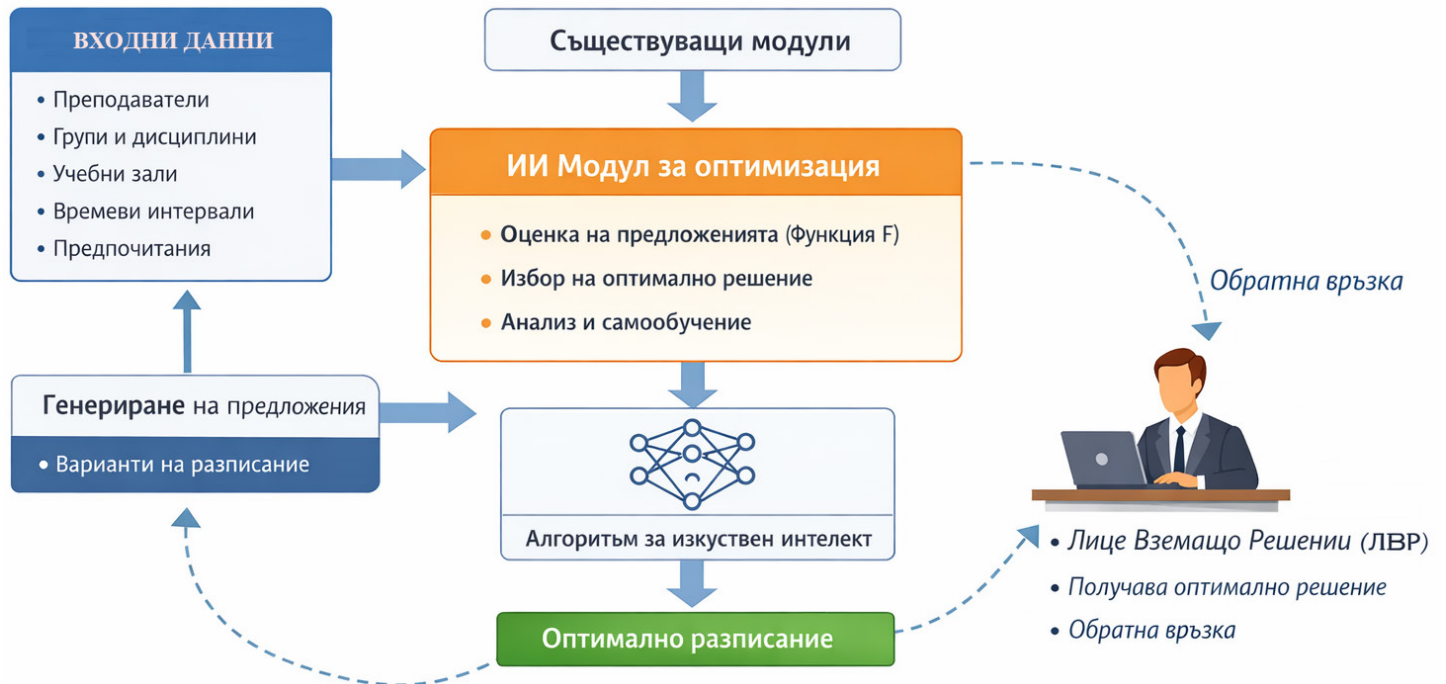 ВХОДНИ ДАННИ
• Преподаватели
• Групи и дисциплини
• Учебни зали
• Времеви интервали
• Предпочитания
Съществуващи модули
ИИ Модул за оптимизация
• Оценка на предложенията (Функция F)
• Избор на оптимално решение
• Анализ и самообучение
Обратна връзка
Генериране на предложения
• Варианти на разписание
Алгоритъм за изкуствен интелект
• Лице Вземащо Решении (ЛВР)
• Получава оптимално решение
• Обратна връзка
Оптимално разписание